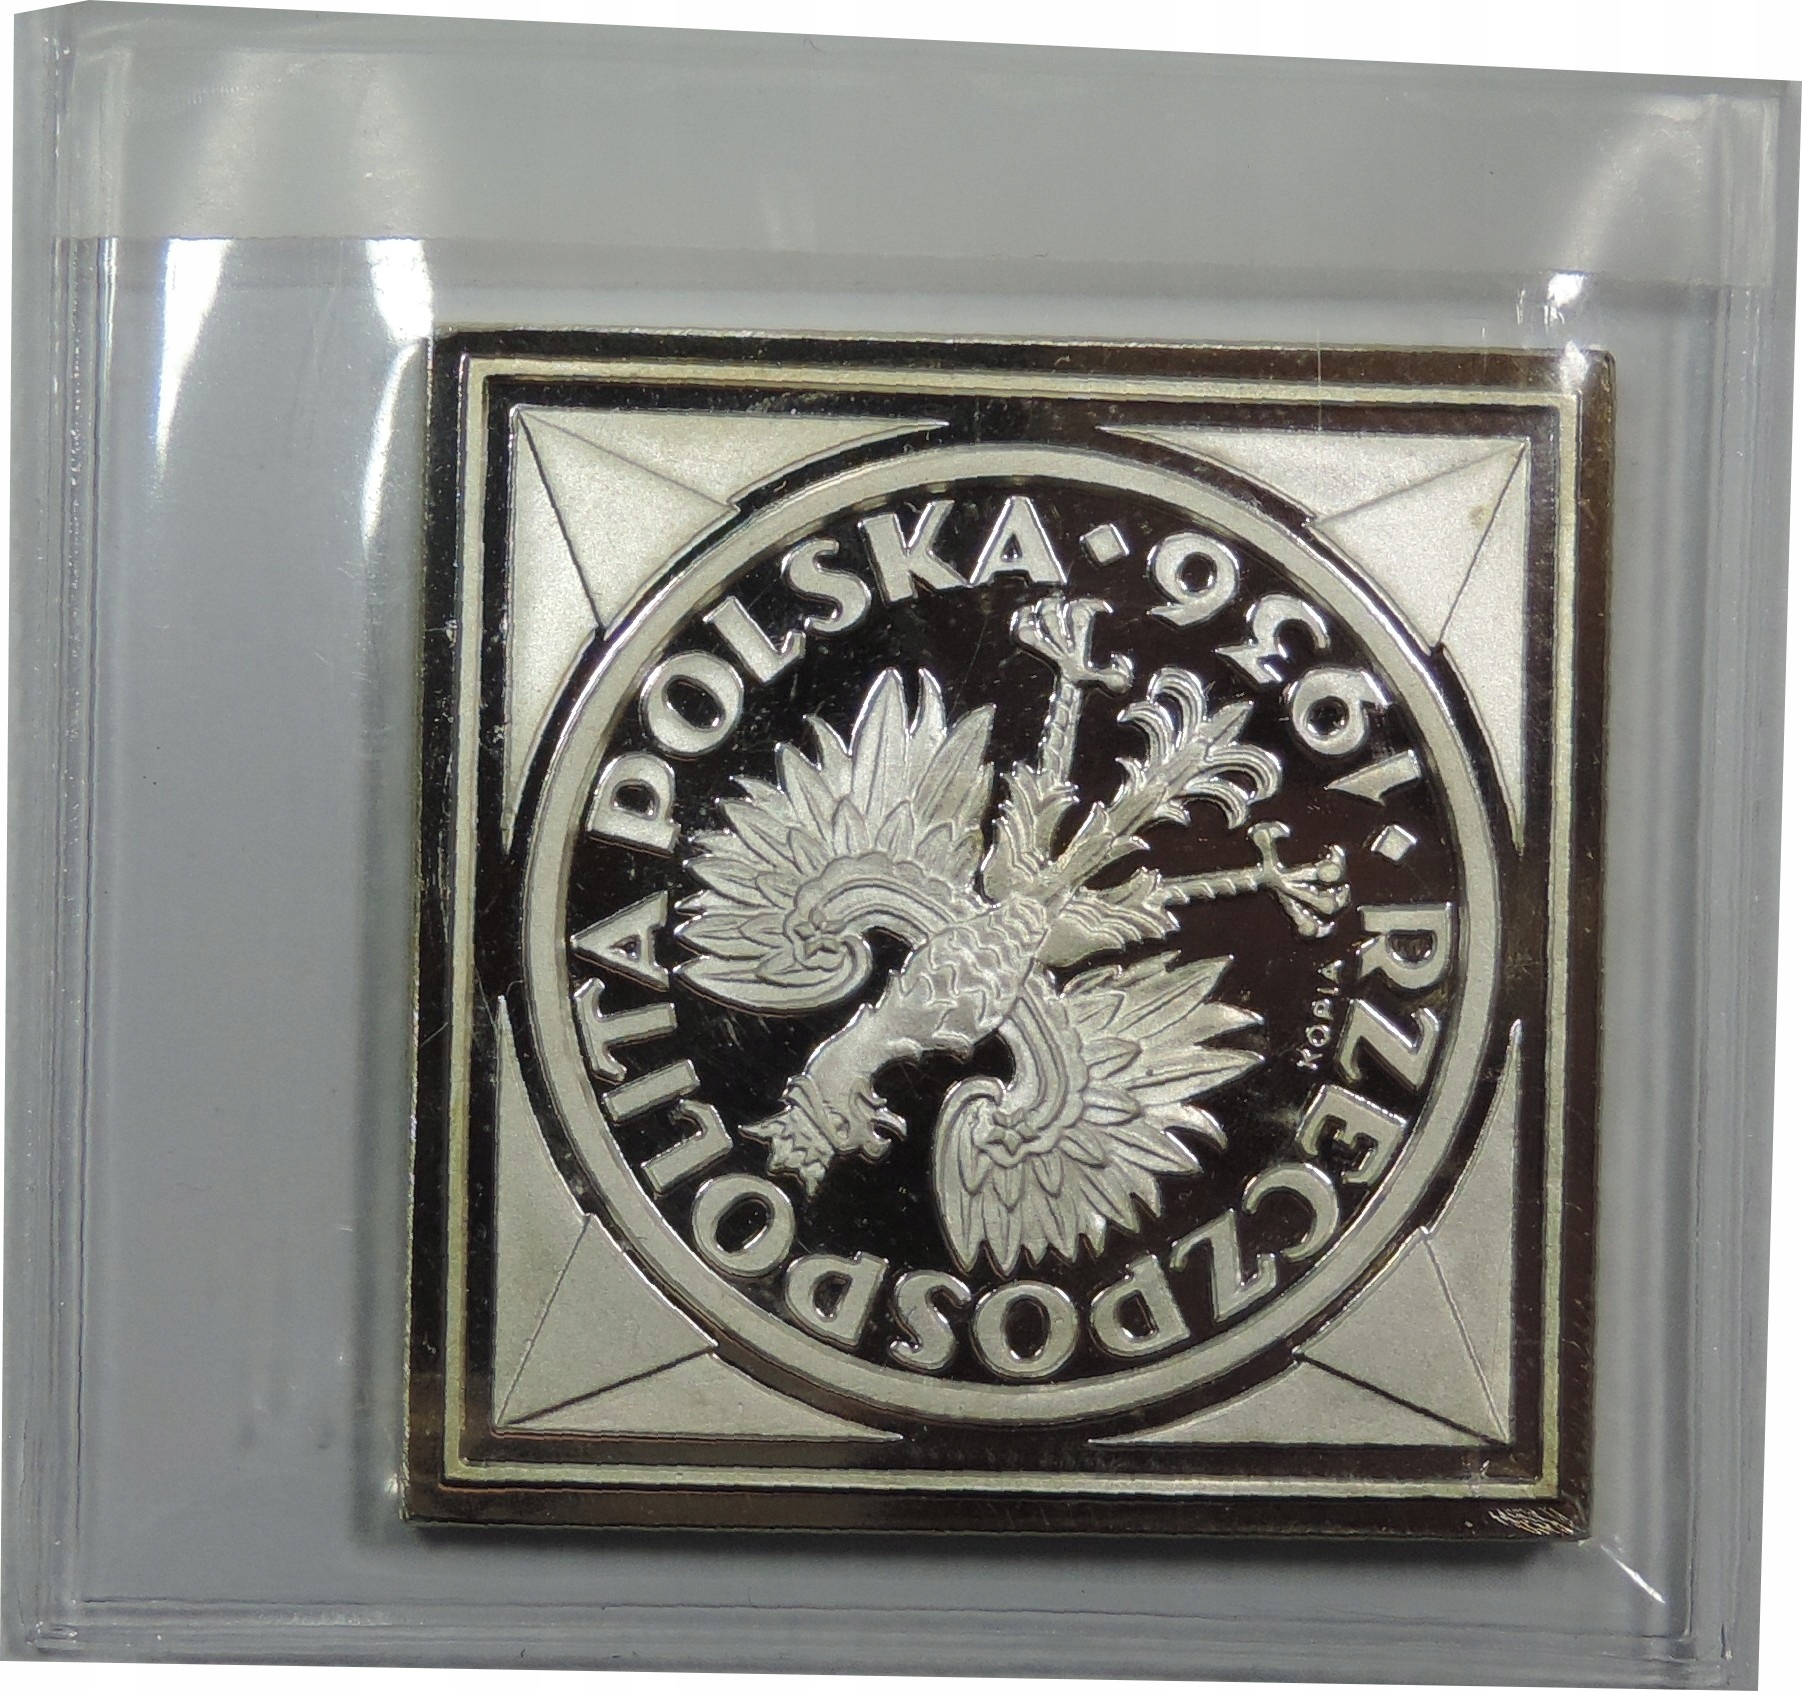 RZECZPOSPOLITA POLSKA · 1936 ·
KOPIA